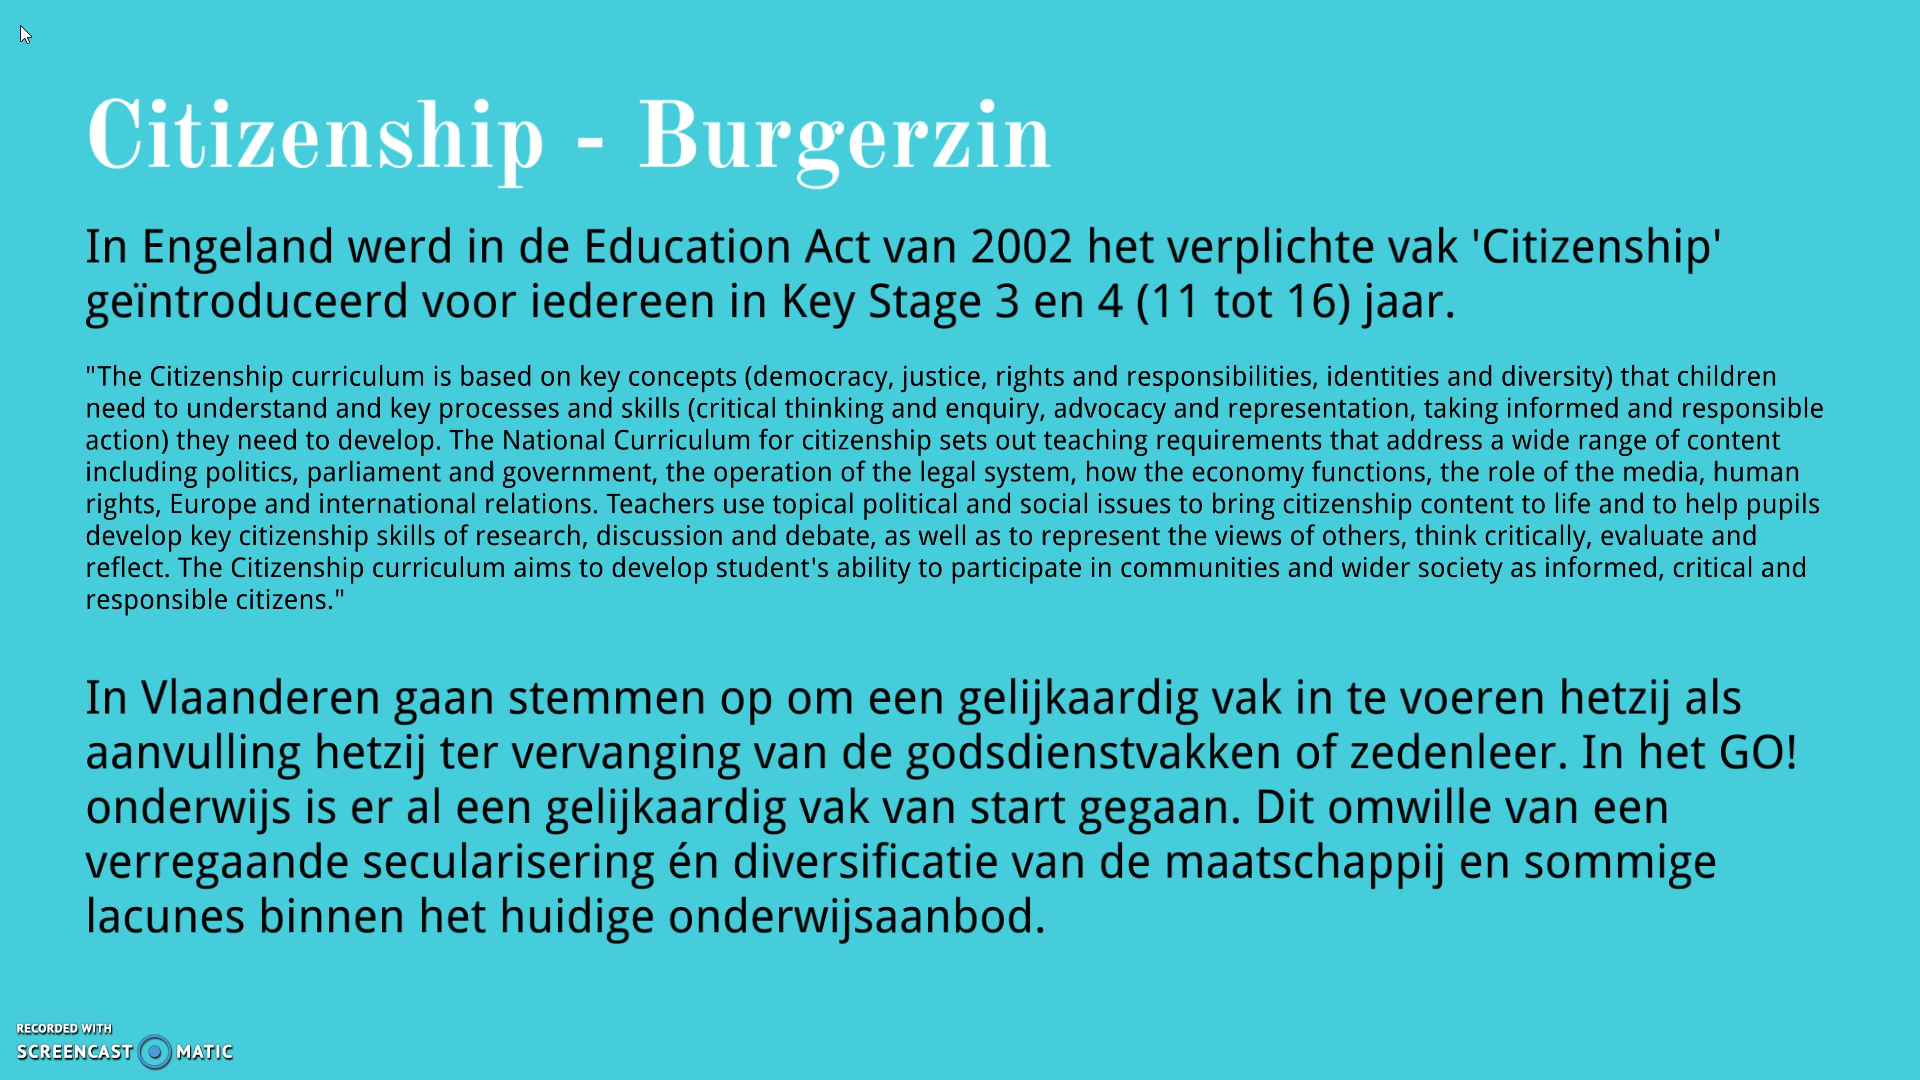 Citizenship - Burgerzin
In Engeland werd in de Education Act van 2002 het verplichte vak 'Citizenship'
geïntroduceerd voor iedereen in Key Stage 3 en 4 (11 tot 16) jaar.
"The Citizenship curriculum is based on key concepts (democracy, justice, rights and responsibilities, identities and diversity) that children
need to understand and key processes and skills (critical thinking and enquiry, advocacy and representation, taking informed and responsible
action) they need to develop. The National Curriculum for citizenship sets out teaching requirements that address a wide range of content
including politics, parliament and government, the operation of the legal system, how the economy functions, the role of the media, human
rights, Europe and international relations. Teachers use topical political and social issues to bring citizenship content to life and to help pupils
develop key citizenship skills of research, discussion and debate, as well as to represent the views of others, think critically, evaluate and
reflect. The Citizenship curriculum aims to develop student's ability to participate in communities and wider society as informed, critical and
responsible citizens."
In Vlaanderen gaan stemmen op om een gelijkaardig vak in te voeren hetzij als
aanvulling hetzij ter vervanging van de godsdienstvakken of zedenleer. In het GO!
onderwijs is er al een gelijkaardig vak van start gegaan. Dit omwille van een
verregaande secularisering én diversificatie van de maatschappij en sommige
lacunes binnen het huidige onderwijsaanbod.
RECORDED WITH
SCREENCAST MATIC